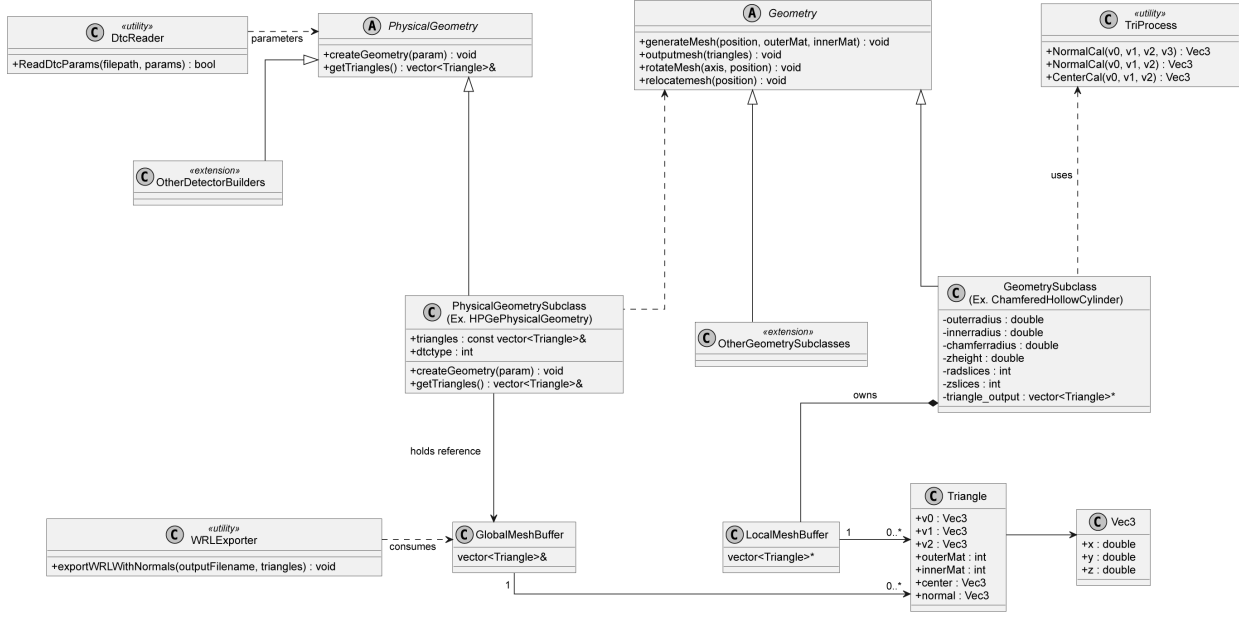 C
«utility»
DtcReader
+ReadDtcParams(filepath, params) : bool
parameters
A
PhysicalGeometry
+createGeometry(param) : void
+getTriangles() : vector<Triangle>&
A
Geometry
+generateMesh(position, outerMat, innerMat) : void
+outputmesh(triangles) : void
+rotateMesh(axis, position) : void
+relocatemesh(position) : void
C
«utility»
TriProcess
+NormalCal(v0, v1, v2, v3) : Vec3
+NormalCal(v0, v1, v2) : Vec3
+CenterCal(v0, v1, v2) : Vec3
C
«extension»
OtherDetectorBuilders
uses
C
PhysicalGeometrySubclass
(Ex. HPGePhysicalGeometry)
+triangles : const vector<Triangle>&
+dtctype : int
+createGeometry(param) : void
+getTriangles() : vector<Triangle>&
C
«extension»
OtherGeometrySubclasses
C
GeometrySubclass
(Ex. ChamferedHollowCylinder)
-outerradius : double
-innerradius : double
-chamferradius : double
-zheight : double
-radslices : int
-zslices : int
-triangle_output : vector<Triangle>*
owns
holds reference
C
«utility»
WRLExporter
+exportWRLWithNormals(outputFilename, triangles) : void
consumes
C
GlobalMeshBuffer
vector<Triangle>&
1
0..*
C
LocalMeshBuffer
vector<Triangle>*
1
0..*
C
Triangle
+v0 : Vec3
+v1 : Vec3
+v2 : Vec3
+outerMat : int
+innerMat : int
+center : Vec3
+normal : Vec3
C
Vec3
+x : double
+y : double
+z : double